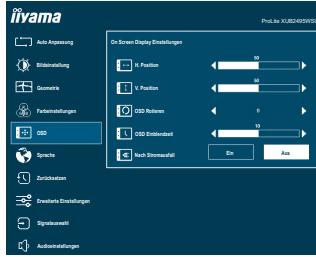 iiyama
ProLite XUB2495WSU
Auto Anpassung
Bildeinstellung
Geometrie
Farbeinstellungen
OSD
Sprache
Zurücksetzen
Erweiterte Einstellungen
Signalauswahl
Audioeinstellungen
On Screen Display Einstellungen
H. Position
50
V. Position
50
OSD Rotieren
0
OSD Einblendzeit
10
Nach Stromausfall
Ein
Aus